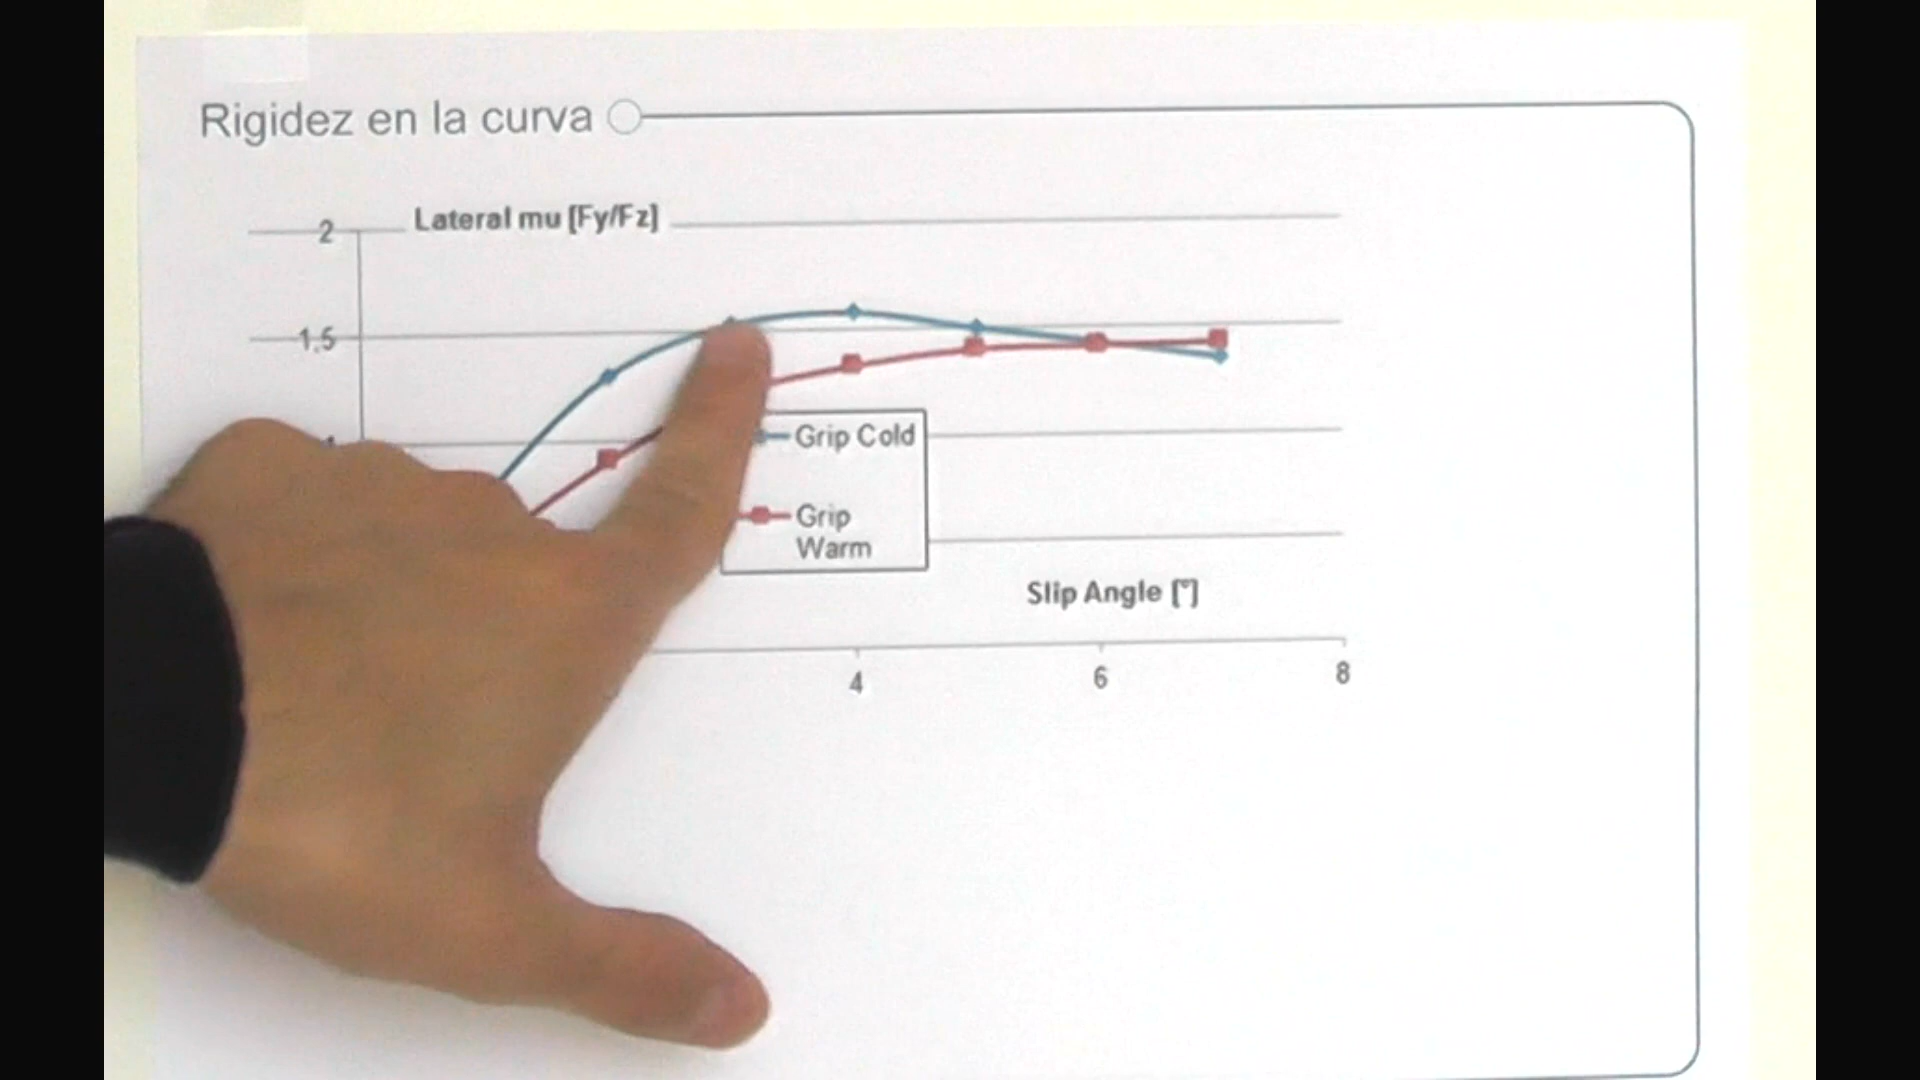 Rigidez en la curva
Lateral mu [Fy/Fz]
2
1.5
Grip Cold
Grip
Warm
Slip Angle [°]
4
6
8